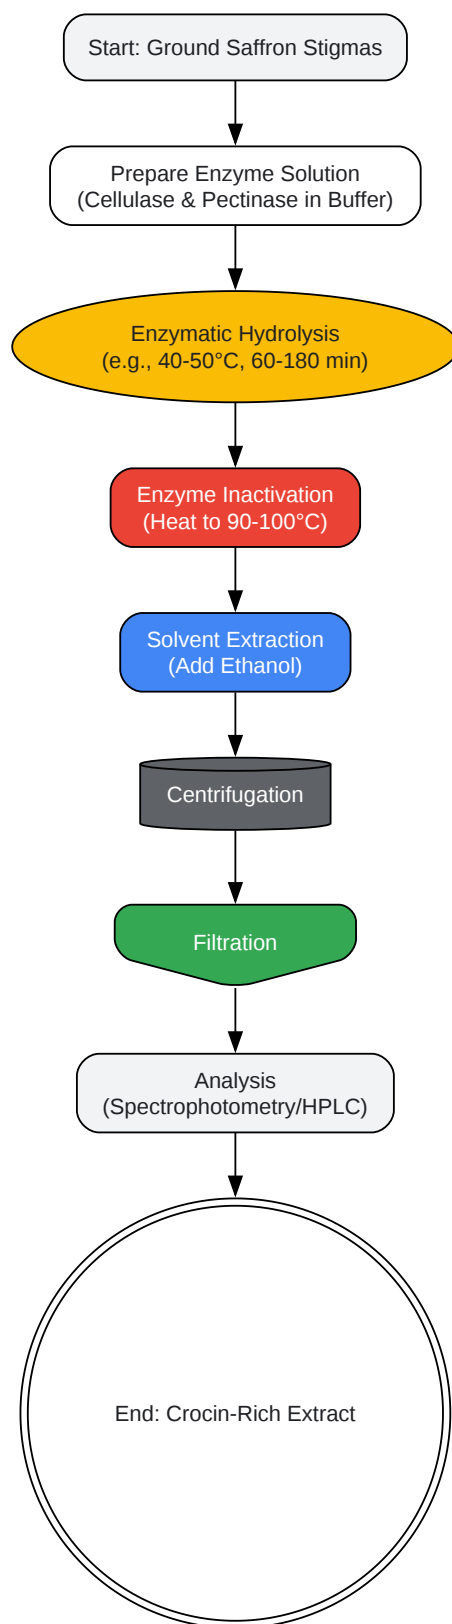 Start: Ground Saffron Stigmas
Prepare Enzyme Solution
(Cellulase & Pectinase in Buffer)
Enzymatic Hydrolysis
(e.g., 40-50°C, 60-180 min)
Enzyme Inactivation
(Heat to 90-100°C)
Solvent Extraction
(Add Ethanol)
Centrifugation
Filtration
Analysis
(Spectrophotometry/HPLC)
End: Crocin-Rich Extract